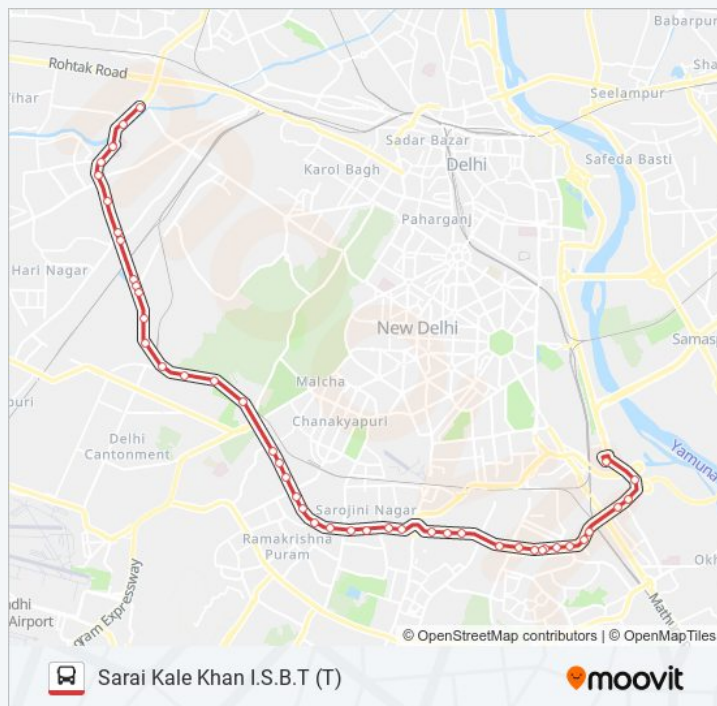 Babarpur
Rohtak Road
Seelampur
Vihar
Sadar Bazar
Delhi
Safeda Basti
Karol Bagh
Paharganj
Hari Nagar
New Delhi
Samasp
Malcha
puri
Chanakyapuri
Delhi
Cantonment
Yamuna
Sarojini Nagar
Ramakrishna
Puram
Okh
dhi
Airport
gram Expressway
Mathu
© OpenStreetMap contributors | © OpenMapTiles
Sarai Kale Khan I.S.B.T (T)
moovit